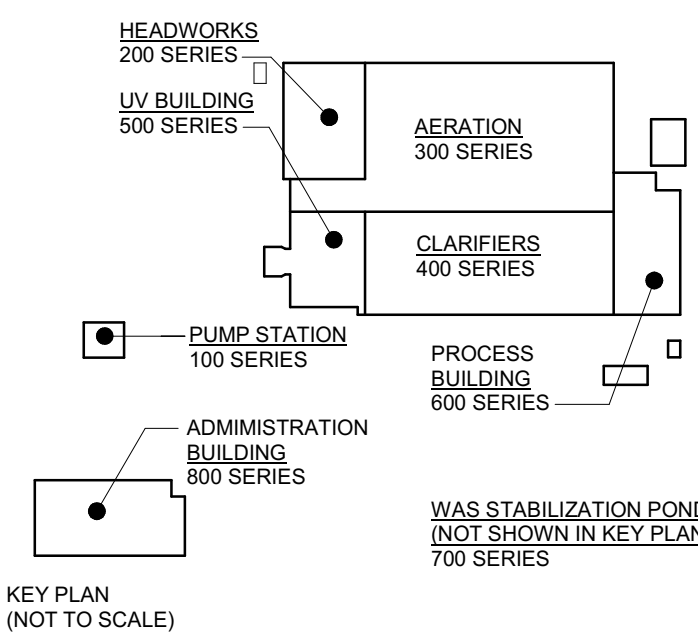 HEADWORKS
200 SERIES
UV BUILDING
500 SERIES
AERATION
300 SERIES
CLARIFIERS
400 SERIES
PUMP STATION
100 SERIES
PROCESS
BUILDING
600 SERIES
ADMIMISTRATION
BUILDING
800 SERIES
WAS STABILIZATION POND
(NOT SHOWN IN KEY PLAN
700 SERIES
KEY PLAN
(NOT TO SCALE)